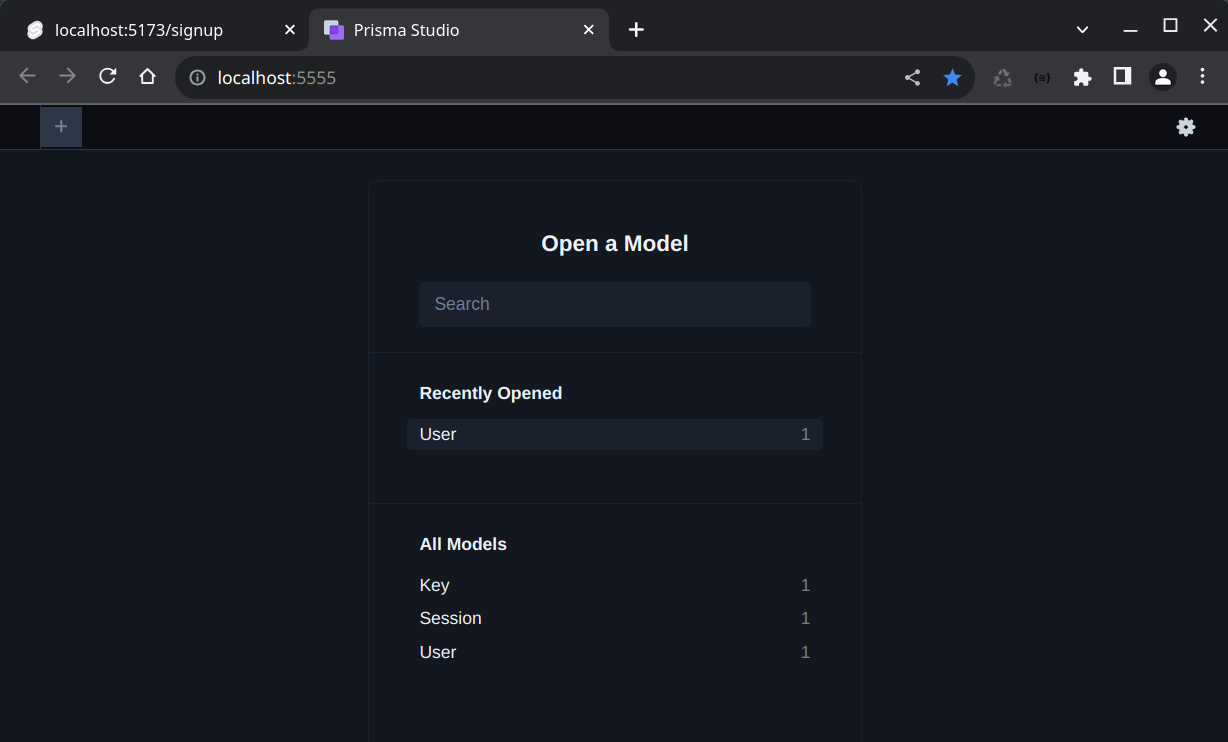 localhost:5173/signup
Prisma Studio
localhost:5555
Open a Model
Search
Recently Opened
User 1
All Models
Key 1
Session 1
User 1